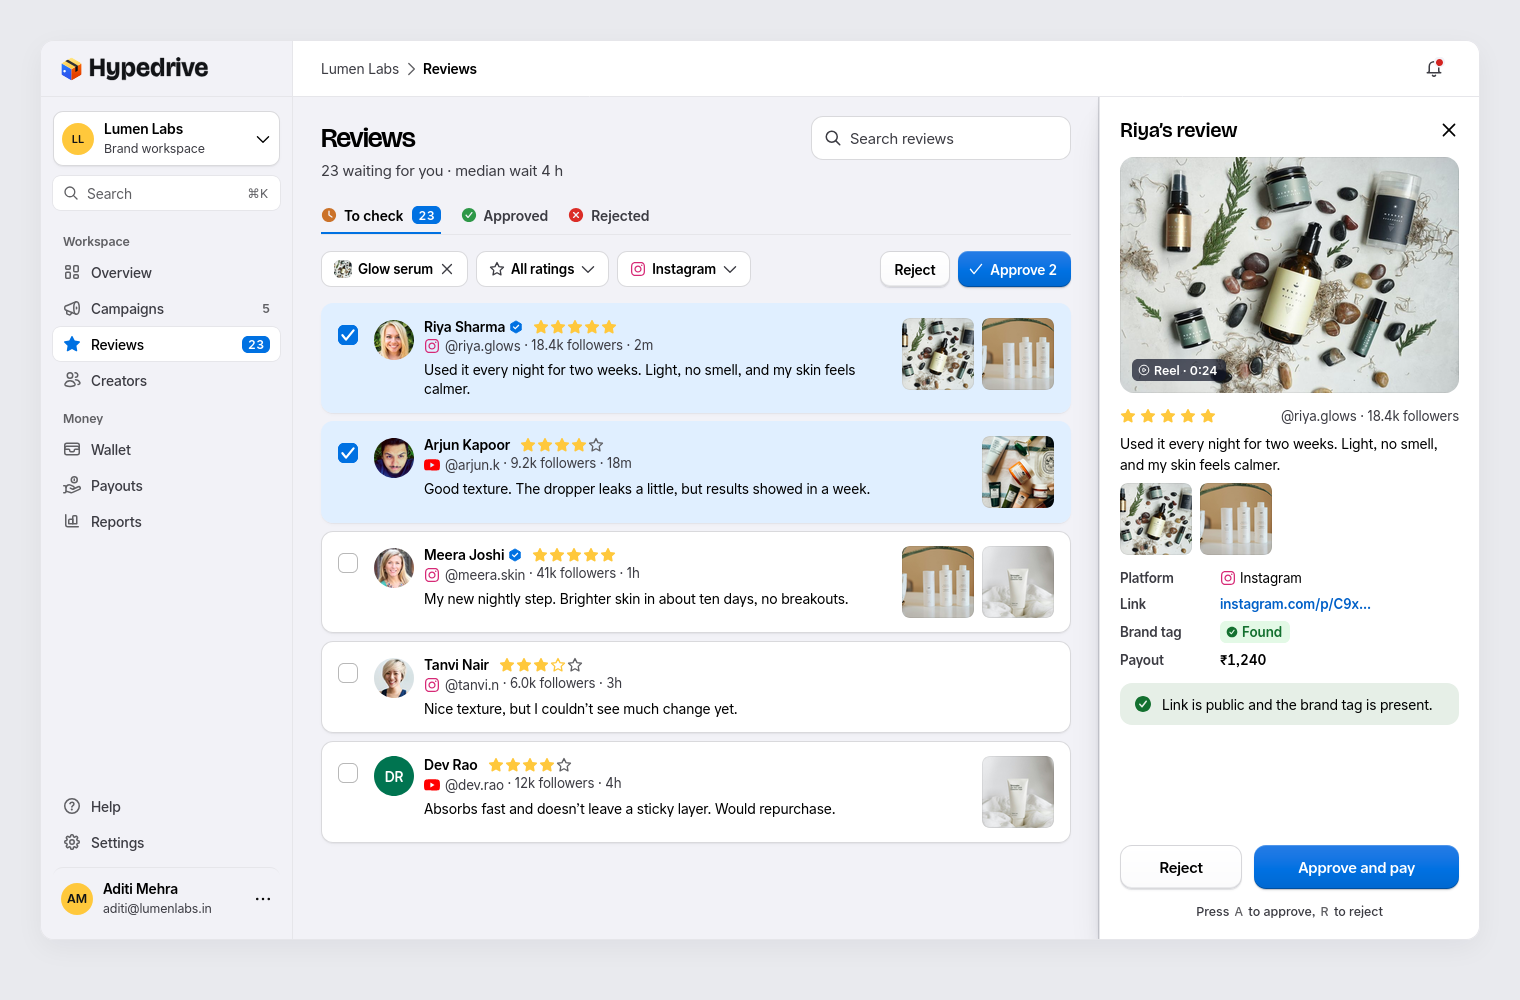 Hypedrive
Lumen Labs
Reviews
LL
Lumen Labs
Brand workspace
Search
⌘K
Workspace
Overview
Campaigns
5
Reviews
23
Creators
Money
Wallet
Payouts
Reports
Help
Settings
AM
Aditi Mehra
aditi@lumenlabs.in
Reviews
23 waiting for you · median wait 4 h
Search reviews
To check
23
Approved
Rejected
Glow serum
All ratings
Instagram
Reject
Approve 2
Riya Sharma
@riya.glows · 18.4k followers · 2m
Used it every night for two weeks. Light, no smell, and my skin feels
calmer.
Arjun Kapoor
@arjun.k · 9.2k followers · 18m
Good texture. The dropper leaks a little, but results showed in a week.
Meera Joshi
@meera.skin · 41k followers · 1h
My new nightly step. Brighter skin in about ten days, no breakouts.
Tanvi Nair
@tanvi.n · 6.0k followers · 3h
Nice texture, but I couldn’t see much change yet.
DR
Dev Rao
@dev.rao · 12k followers · 4h
Absorbs fast and doesn’t leave a sticky layer. Would repurchase.
Riya’s review
Reel · 0:24
@riya.glows · 18.4k followers
Used it every night for two weeks. Light, no smell,
and my skin feels calmer.
Platform
Instagram
Link
instagram.com/p/C9x...
Brand tag
Found
Payout
₹1,240
Link is public and the brand tag is present.
Reject
Approve and pay
Press A to approve, R to reject